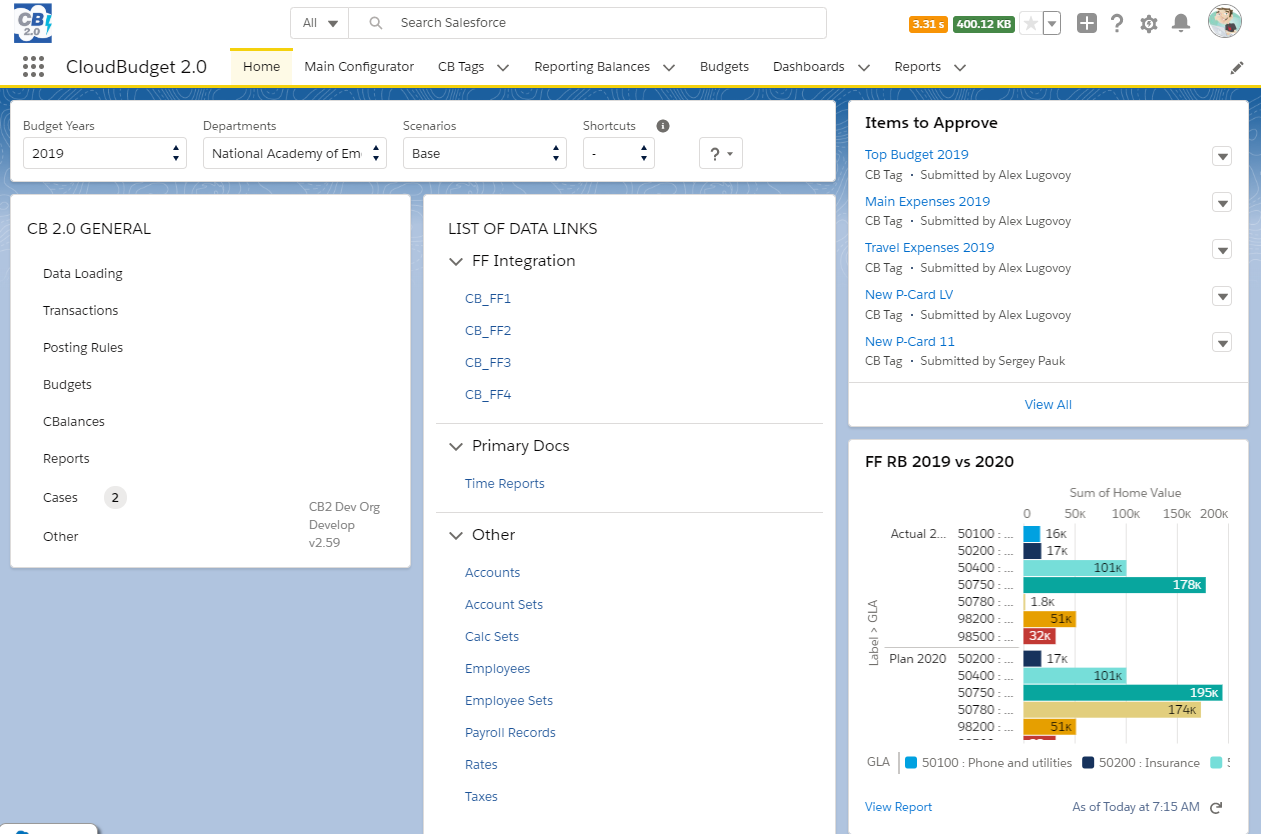 CB
2.0
All
Search Salesforce
3.31 s
400.12 KB
CloudBudget 2.0
Home
Main Configurator
CB Tags
Reporting Balances
Budgets
Dashboards
Reports
Budget Years
Departments
Scenarios
Shortcuts
2019
National Academy of Em
Base
-
?
CB 2.0 GENERAL
Data Loading
Transactions
Posting Rules
Budgets
CBalances
Reports
Cases 2
Other
CB2 Dev Org
Develop
v2.59
LIST OF DATA LINKS
FF Integration
CB_FF1
CB_FF2
CB_FF3
CB_FF4
Primary Docs
Time Reports
Other
Accounts
Account Sets
Calc Sets
Employees
Employee Sets
Payroll Records
Rates
Taxes
Items to Approve
Top Budget 2019
CB Tag • Submitted by Alex Lugovoy
Main Expenses 2019
CB Tag • Submitted by Alex Lugovoy
Travel Expenses 2019
CB Tag • Submitted by Alex Lugovoy
New P-Card LV
CB Tag • Submitted by Alex Lugovoy
New P-Card 11
CB Tag • Submitted by Sergey Pauk
View All
FF RB 2019 vs 2020
Sum of Home Value
0 50K 100K 150K 200K
Label > GLA
Actual 2... 50100 : ... 16K
50200 : ... 17K
50400 : ... 101K
50750 : ... 178K
50780 : ... 1.8K
98200 : ... 51K
98500 : ... 32K
Plan 2020 50200 : ... 17K
50400 : ... 101K
50750 : ... 195K
50780 : ... 174K
98200 : ... 51K
GLA 50100 : Phone and utilities 50200 : Insurance
View Report
As of Today at 7:15 AM